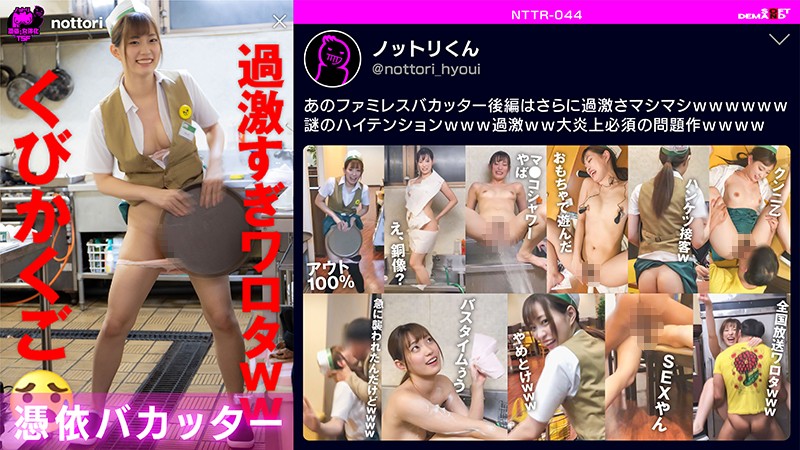 nottori
過激すぎワロタww
くびかくご
憑依バカッター
NTTR-044
ノットリくん
@nottori_hyoui
あのファミレスバカッター後編はさらに過激さマシマシwwwwww
謎のハイテンションwww過激ww大炎上必須の問題作wwww
アウト
100%
え、銅像?
マ●コシャワー
やば
おもちゃで遊んだ
ハンケツ接客w
クンニ乙
急に襲われたんだけどwww
バスタイムぅう
やめとけwww
SEXやん
全国放送ワロタwww